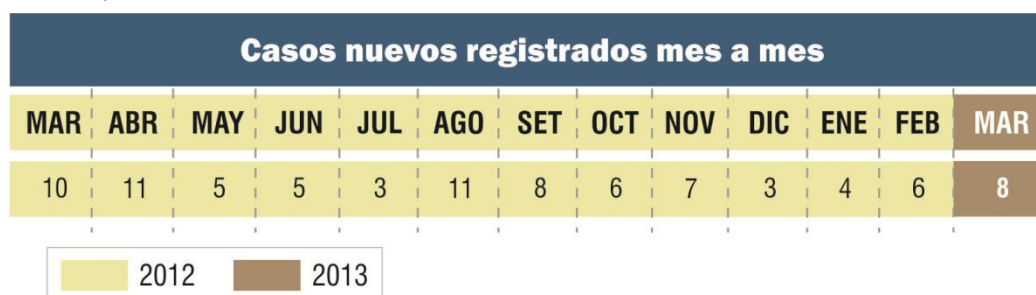 Casos nuevos registrados mes a mes
MAR ABR MAY JUN JUL AGO SET OCT NOV DIC ENE FEB MAR
10 11 5 5 3 11 8 6 7 3 4 6 8
2012 2013